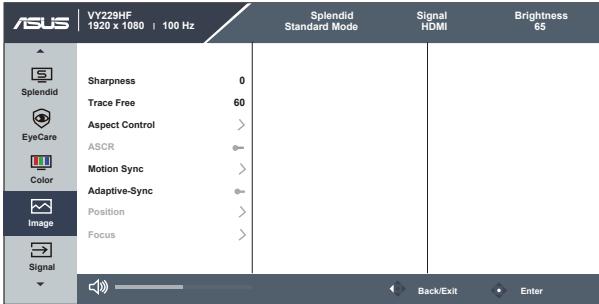 ASUS
VY229HF
1920 x 1080 | 100 Hz
Splendid
Standard Mode
Signal
HDMI
Brightness
65
Splendid
EyeCare
Color
Image
Signal
Sharpness 0
Trace Free 60
Aspect Control
ASCR
Motion Sync
Adaptive-Sync
Position
Focus
Back/Exit
Enter